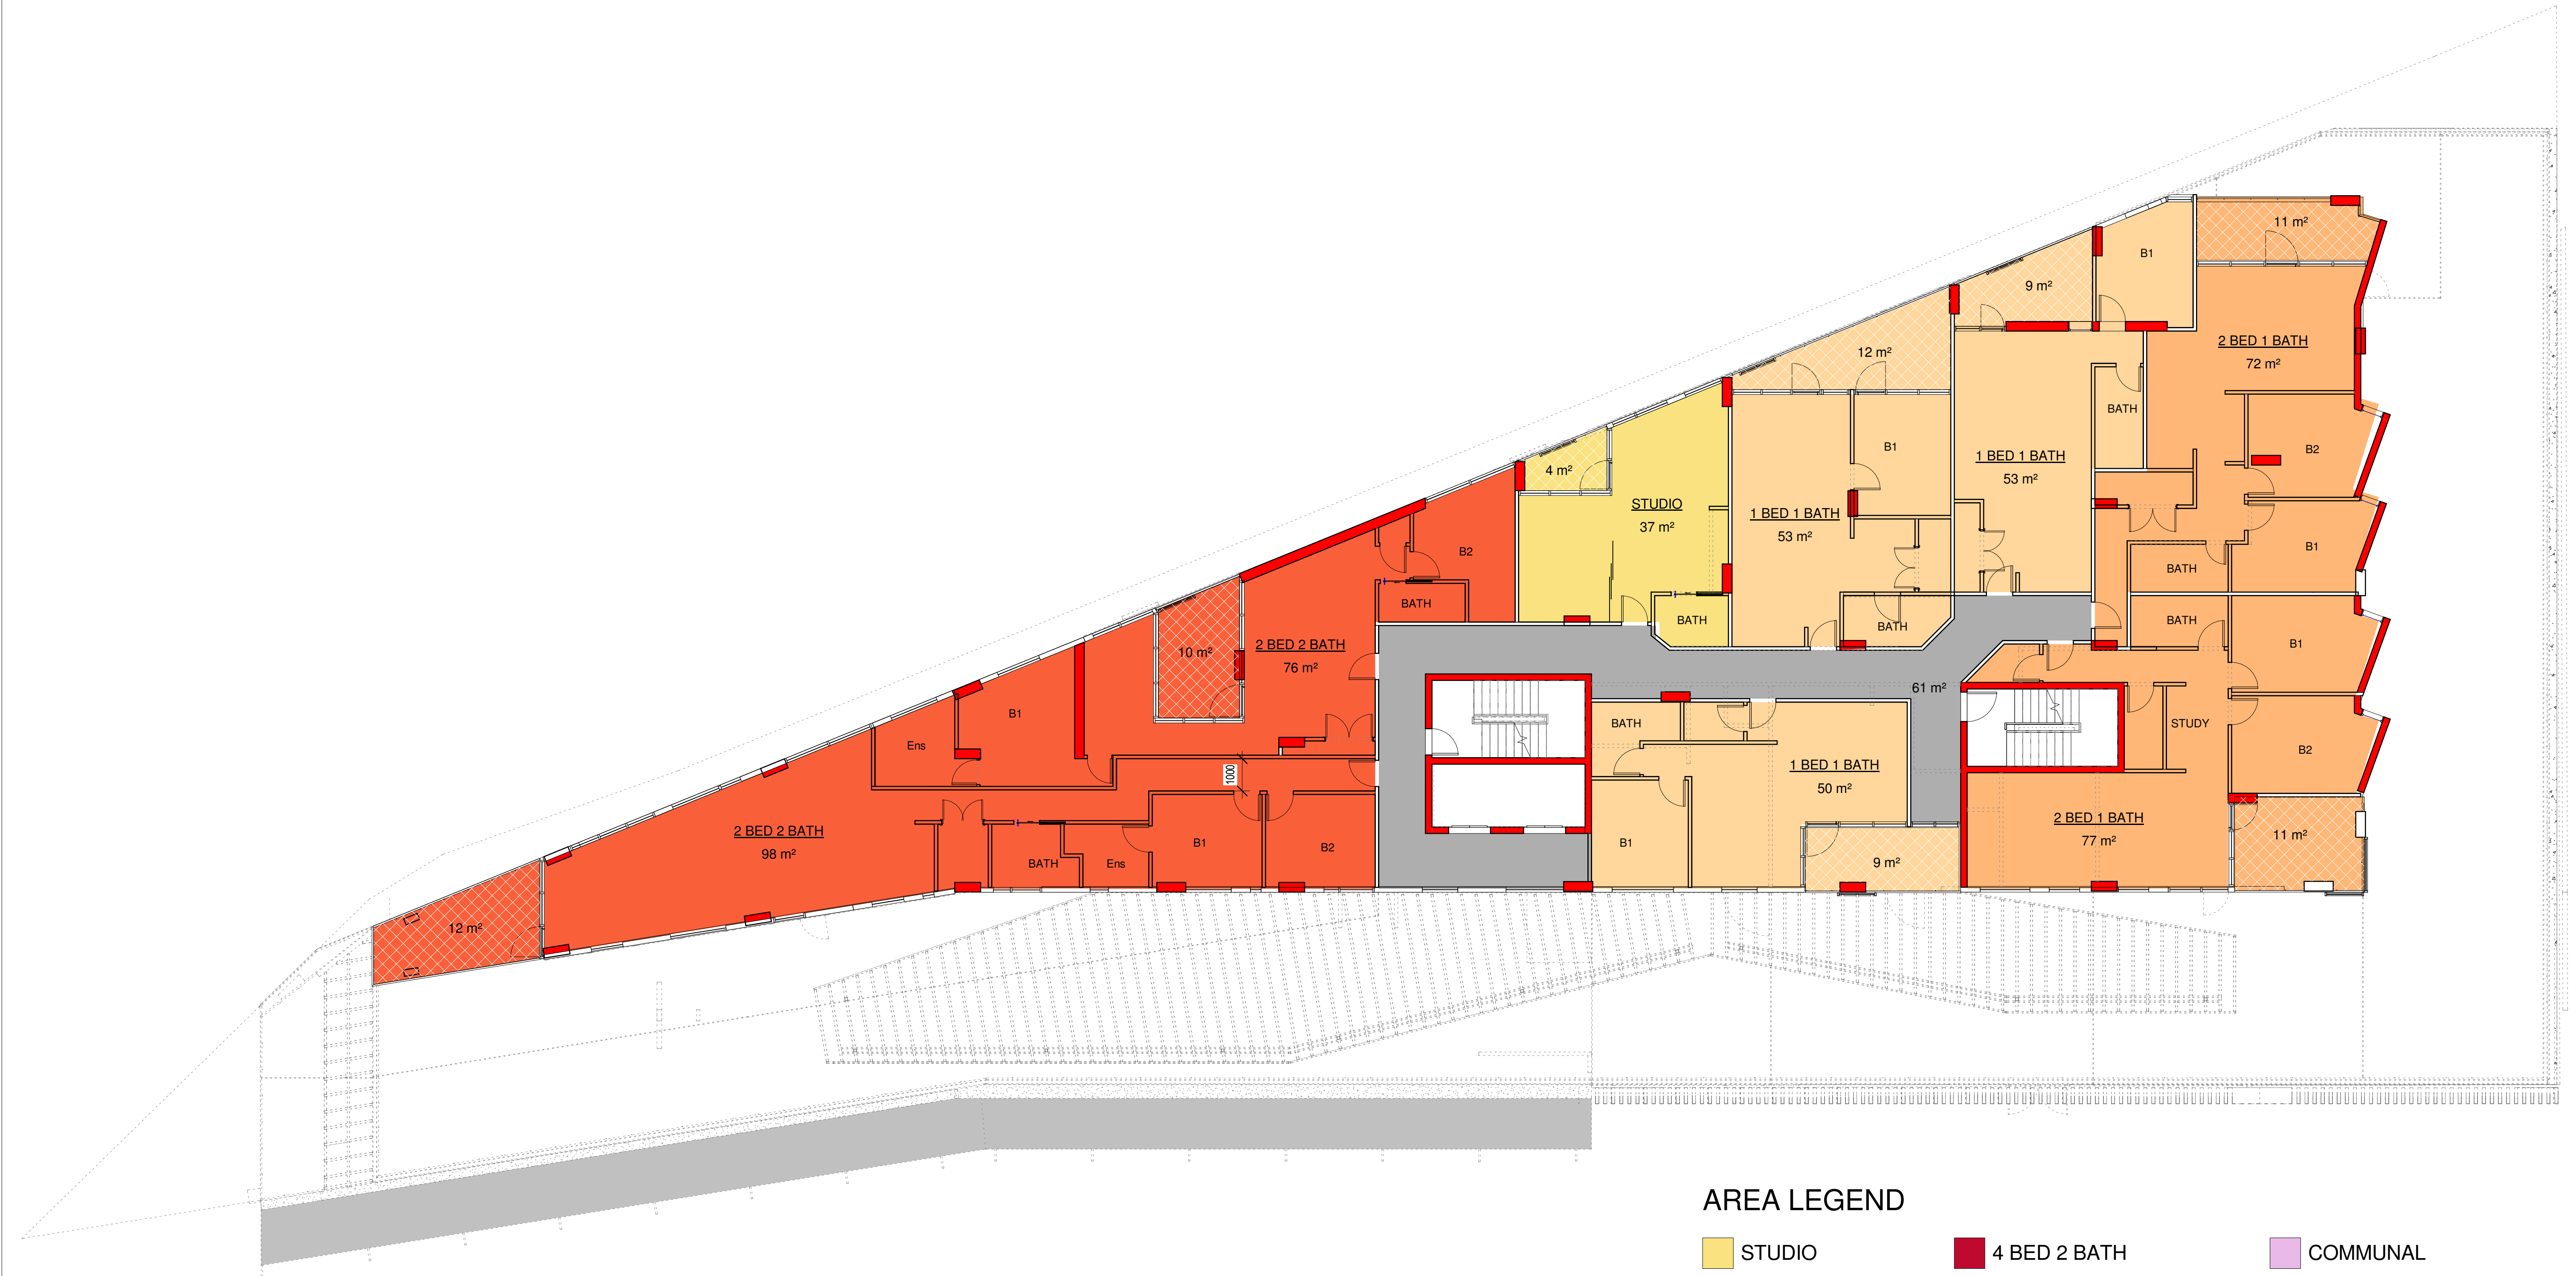 11 m²
B1
9 m²
2 BED 1 BATH
72 m²
12 m²
BATH
B1
B2
1 BED 1 BATH
53 m²
4 m²
STUDIO
37 m²
1 BED 1 BATH
53 m²
B2
B1
BATH
BATH
BATH
BATH
BATH
B1
2 BED 2 BATH
76 m²
10 m²
61 m²
B1
Ens
BATH
STUDY
B2
1000
1 BED 1 BATH
50 m²
2 BED 2 BATH
98 m²
BATH
Ens
B1
B2
B1
9 m²
2 BED 1 BATH
77 m²
11 m²
12 m²
AREA LEGEND
STUDIO
4 BED 2 BATH
COMMUNAL